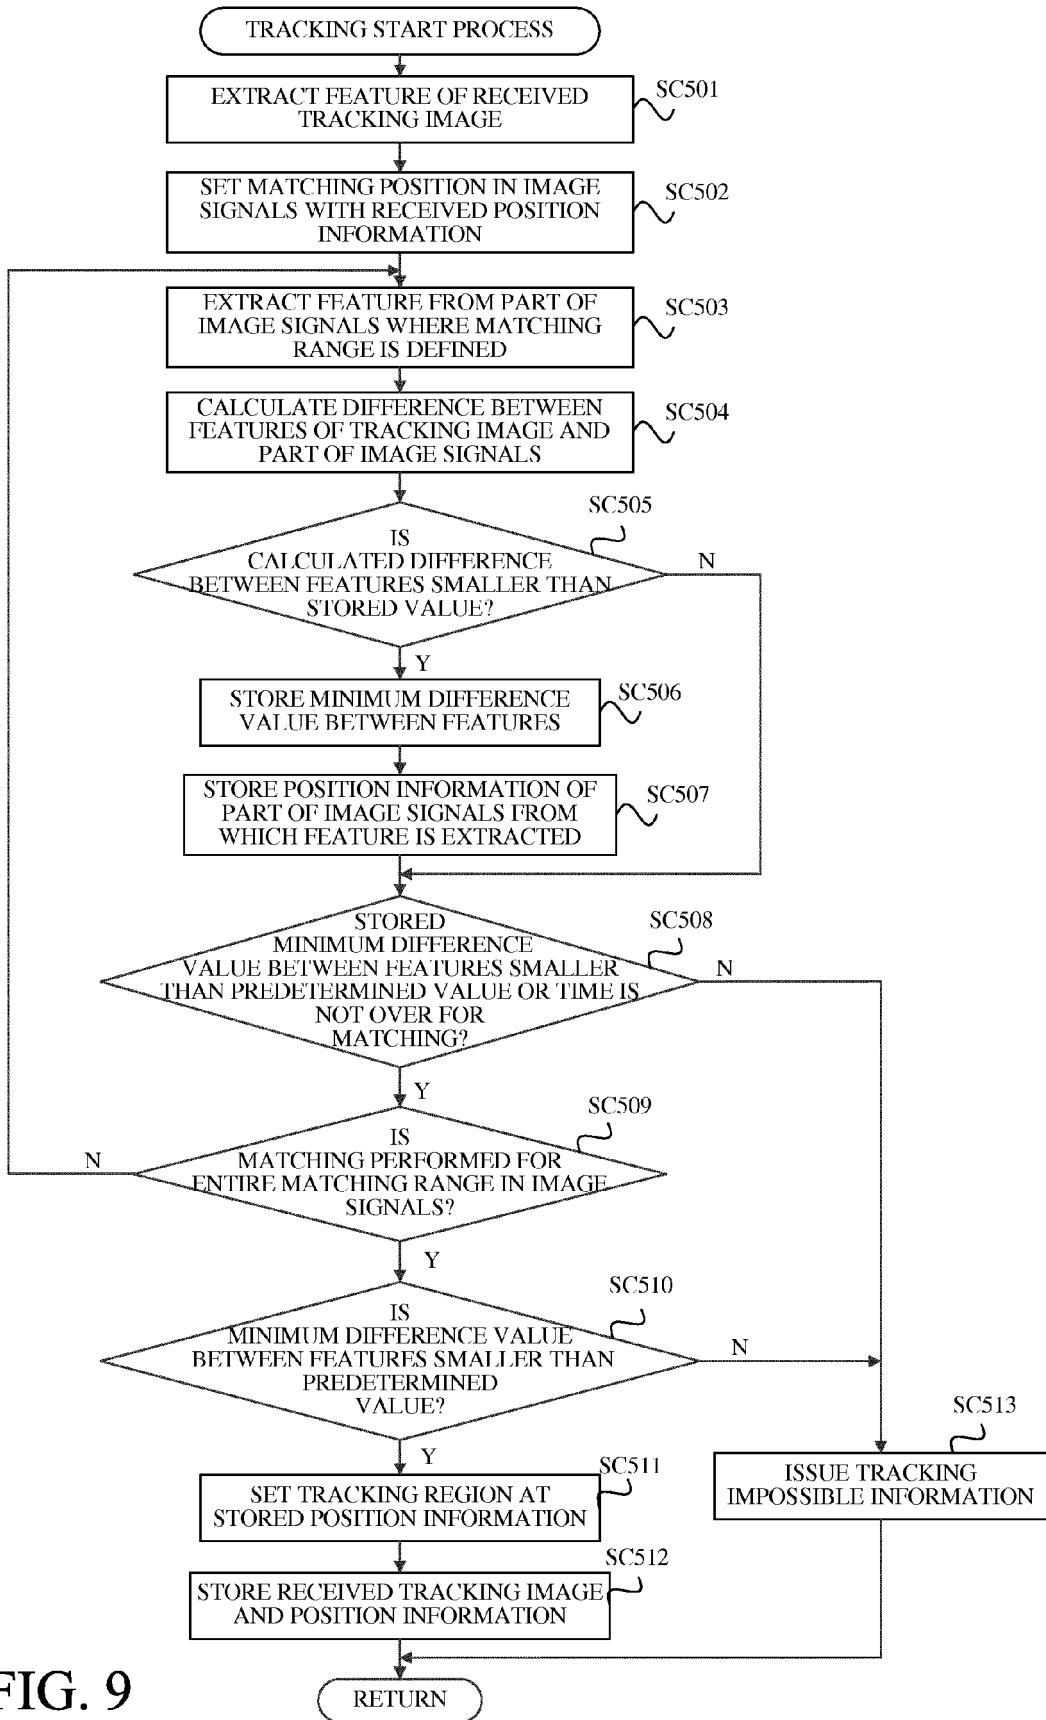 TRACKING START PROCESS
EXTRACT FEATURE OF RECEIVED
TRACKING IMAGE
SC501
SET MATCHING POSITION IN IMAGE
SIGNALS WITH RECEIVED POSITION
INFORMATION
SC502
EXTRACT FEATURE FROM PART OF
IMAGE SIGNALS WHERE MATCHING
RANGE IS DEFINED
SC503
CALCULATE DIFFERENCE BETWEEN
FEATURES OF TRACKING IMAGE AND
PART OF IMAGE SIGNALS
SC504
SC505
IS
CALCULATED DIFFERENCE
BETWEEN FEATURES SMALLER THAN
STORED VALUE?
N
Y
STORE MINIMUM DIFFERENCE
VALUE BETWEEN FEATURES
SC506
STORE POSITION INFORMATION OF
PART OF IMAGE SIGNALS FROM
WHICH FEATURE IS EXTRACTED
SC507
SC508
STORED
MINIMUM DIFFERENCE
VALUE BETWEEN FEATURES SMALLER
THAN PREDETERMINED VALUE OR TIME IS
NOT OVER FOR
MATCHING?
N
Y
SC509
IS
MATCHING PERFORMED FOR
ENTIRE MATCHING RANGE IN IMAGE
SIGNALS?
N
Y
SC510
IS
MINIMUM DIFFERENCE VALUE
BETWEEN FEATURES SMALLER THAN
PREDETERMINED
VALUE?
N
Y
SC513
ISSUE TRACKING
IMPOSSIBLE INFORMATION
SC511
SET TRACKING REGION AT
STORED POSITION INFORMATION
SC512
STORE RECEIVED TRACKING IMAGE
AND POSITION INFORMATION
RETURN
FIG. 9